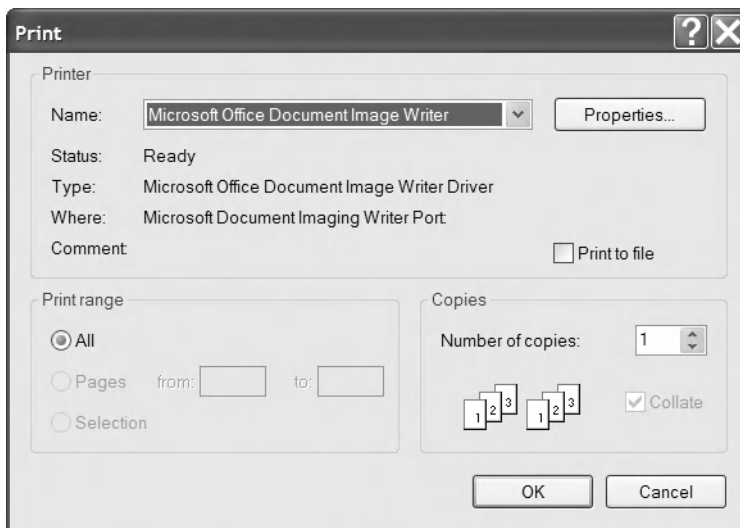 Print
Printer
Name: Microsoft Office Document Image Writer Properties...
Status: Ready
Type: Microsoft Office Document Image Writer Driver
Where: Microsoft Document Imaging Writer Port:
Comment:
Print to file
Print range
All
Pages from: to:
Selection
Copies
Number of copies: 1
1 2 3 1 2 3
Collate
OK Cancel